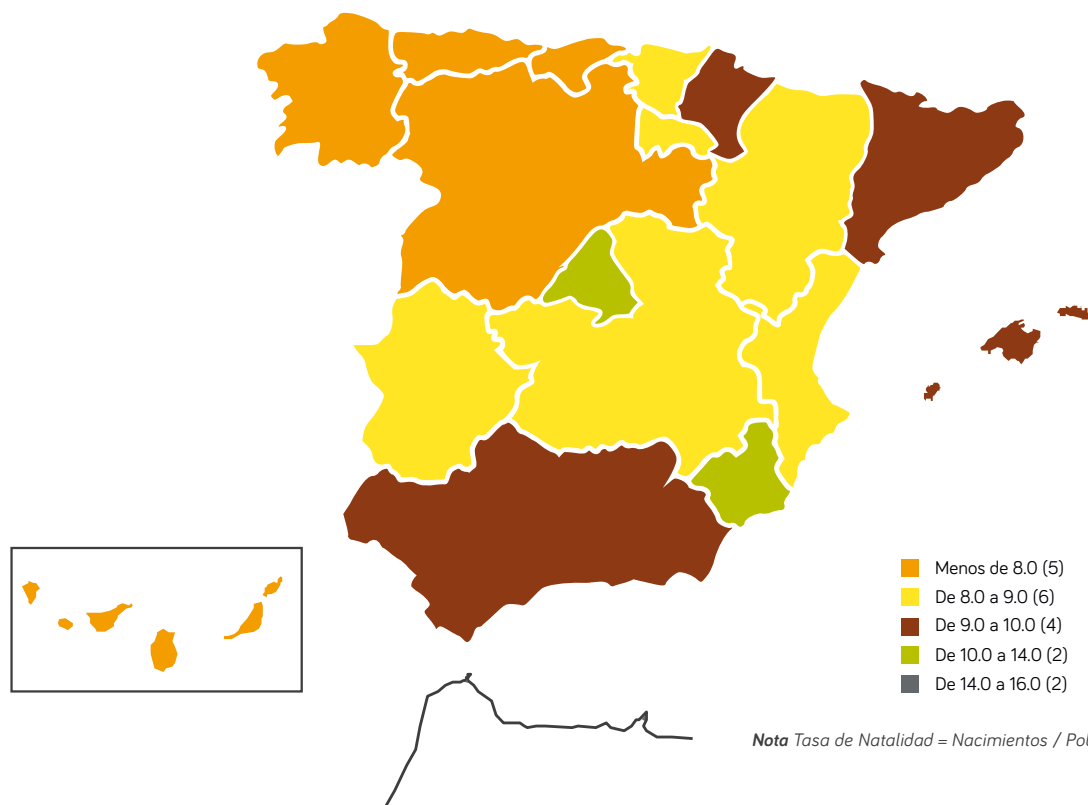 Menos de 8.0 (5)
De 8.0 a 9.0 (6)
De 9.0 a 10.0 (4)
De 10.0 a 14.0 (2)
De 14.0 a 16.0 (2)
Nota Tasa de Natalidad = Nacimientos /